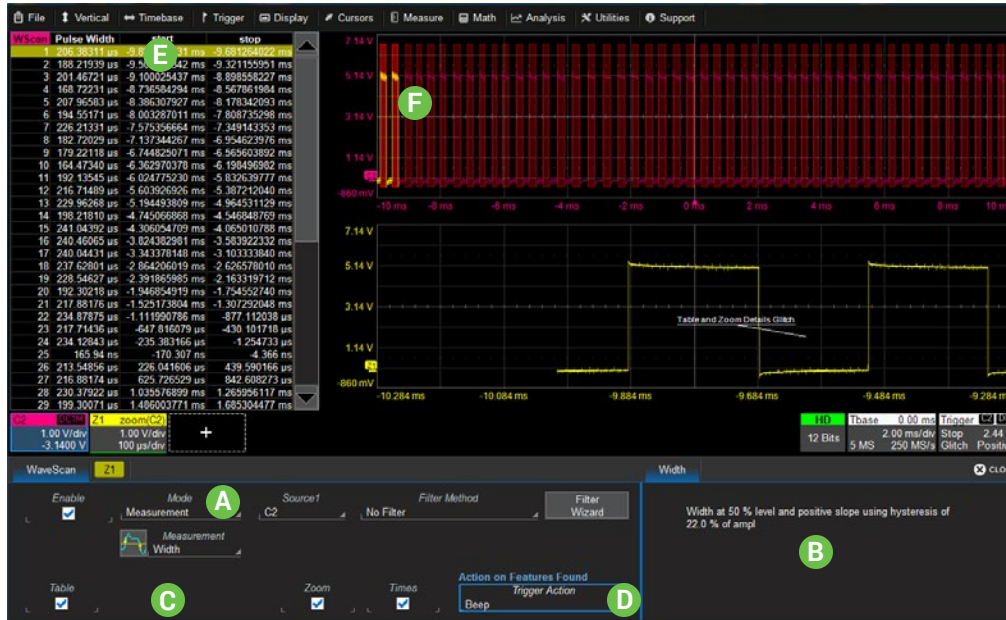 File Vertical Timebase Trigger Display Cursors Measure Math Analysis Utilities Support
WScan Pulse Width start stop
1 206.38311 µs -9.681264022 ms
2 188.21939 µs -9.321155951 ms
3 201.46721 µs -9.100025437 ms -8.898558227 ms
4 168.72231 µs -8.736584294 ms -8.567861984 ms
5 207.96583 µs -8.386307927 ms -8.178342093 ms
6 194.55171 µs -8.003287011 ms -7.808735298 ms
7 226.21331 µs -7.575356664 ms -7.349143353 ms
8 182.72029 µs -7.137344267 ms -6.954623976 ms
9 179.22118 µs -6.744825071 ms -6.565603892 ms
10 164.47340 µs -6.362970378 ms -6.198496982 ms
11 192.13545 µs -6.024775230 ms -5.832639777 ms
12 216.71489 µs -5.603926926 ms -5.387212040 ms
13 229.96268 µs -5.194493809 ms -4.964531129 ms
14 198.21810 µs -4.745066868 ms -4.546848769 ms
15 241.04392 µs -4.306054709 ms -4.065010788 ms
16 240.46065 µs -3.824382981 ms -3.583922332 ms
17 240.04431 µs -3.343378148 ms -3.103333840 ms
18 237.62801 µs -2.864206019 ms -2.626578010 ms
19 228.54627 µs -2.391865985 ms -2.163319712 ms
20 192.30218 µs -1.946854919 ms -1.754552740 ms
21 217.88176 µs -1.525173804 ms -1.307292048 ms
22 234.87875 µs -1.111990786 ms -877.112038 µs
23 217.71436 µs -647.816079 µs -430.101718 µs
24 234.12843 µs -235.383166 µs -1.254733 µs
25 165.94 ns -170.307 ns -4.366 ns
26 213.54856 µs 226.041606 µs 439.590166 µs
27 216.88174 µs 625.726529 µs 842.608273 µs
28 230.37922 µs 1.035576899 ms 1.265956117 ms
29 199.30071 µs 1.486003771 ms 1.685304477 ms
E
F
7.14 V
5.14 V
3.14 V
1.14 V
C2
-860 mV
-10 ms -8 ms -6 ms -4 ms -2 ms 0 ms 2 ms 4 ms 6 ms 8 ms 10 m
7.14 V
5.14 V
3.14 V
1.14 V
Z1
-860 mV
Table and Zoom Details Glitch
-10.284 ms -10.084 ms -9.884 ms -9.684 ms -9.484 ms -9.284 m
C2 Z1 zoom(C2)
1.00 V/div 1.00 V/div
-3.1400 V 100 µs/div
+
HD Tbase 0.00 ms Trigger C2
12 Bits 2.00 ms/div Stop 2.44
5 MS 250 MS/s Glitch Positi
WaveScan Z1
Enable Mode Source1 Filter Method
Measurement C2 No Filter
Filter
Wizard
A
Measurement
Width
Table Zoom Times
C
Action on Features Found
Trigger Action
Beep
D
Width CLO
Width at 50 % level and positive slope using hysteresis of
22.0 % of ampl
B